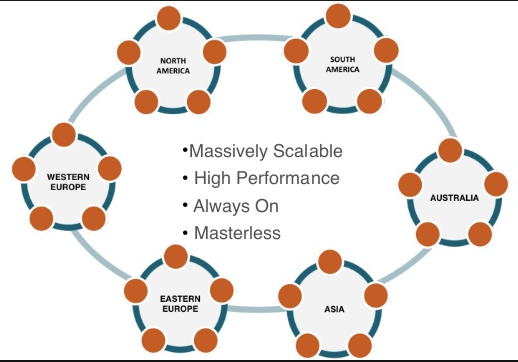 NORTH
AMERICA
SOUTH
AMERICA
•Massively Scalable
• High Performance
• Always On
• Masterless
WESTERN
EUROPE
AUSTRALIA
EASTERN
EUROPE
ASIA